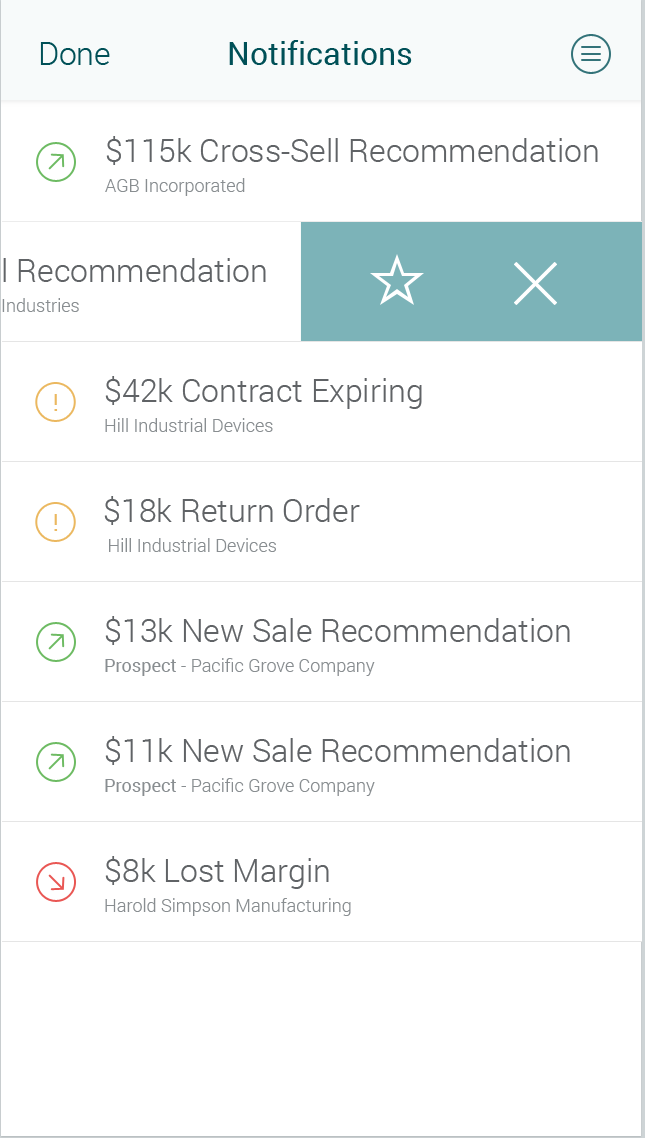 Done
Notifications
$115k Cross-Sell Recommendation
AGB Incorporated
l Recommendation
Industries
$42k Contract Expiring
Hill Industrial Devices
$18k Return Order
Hill Industrial Devices
$13k New Sale Recommendation
Prospect - Pacific Grove Company
$11k New Sale Recommendation
Prospect - Pacific Grove Company
$8k Lost Margin
Harold Simpson Manufacturing